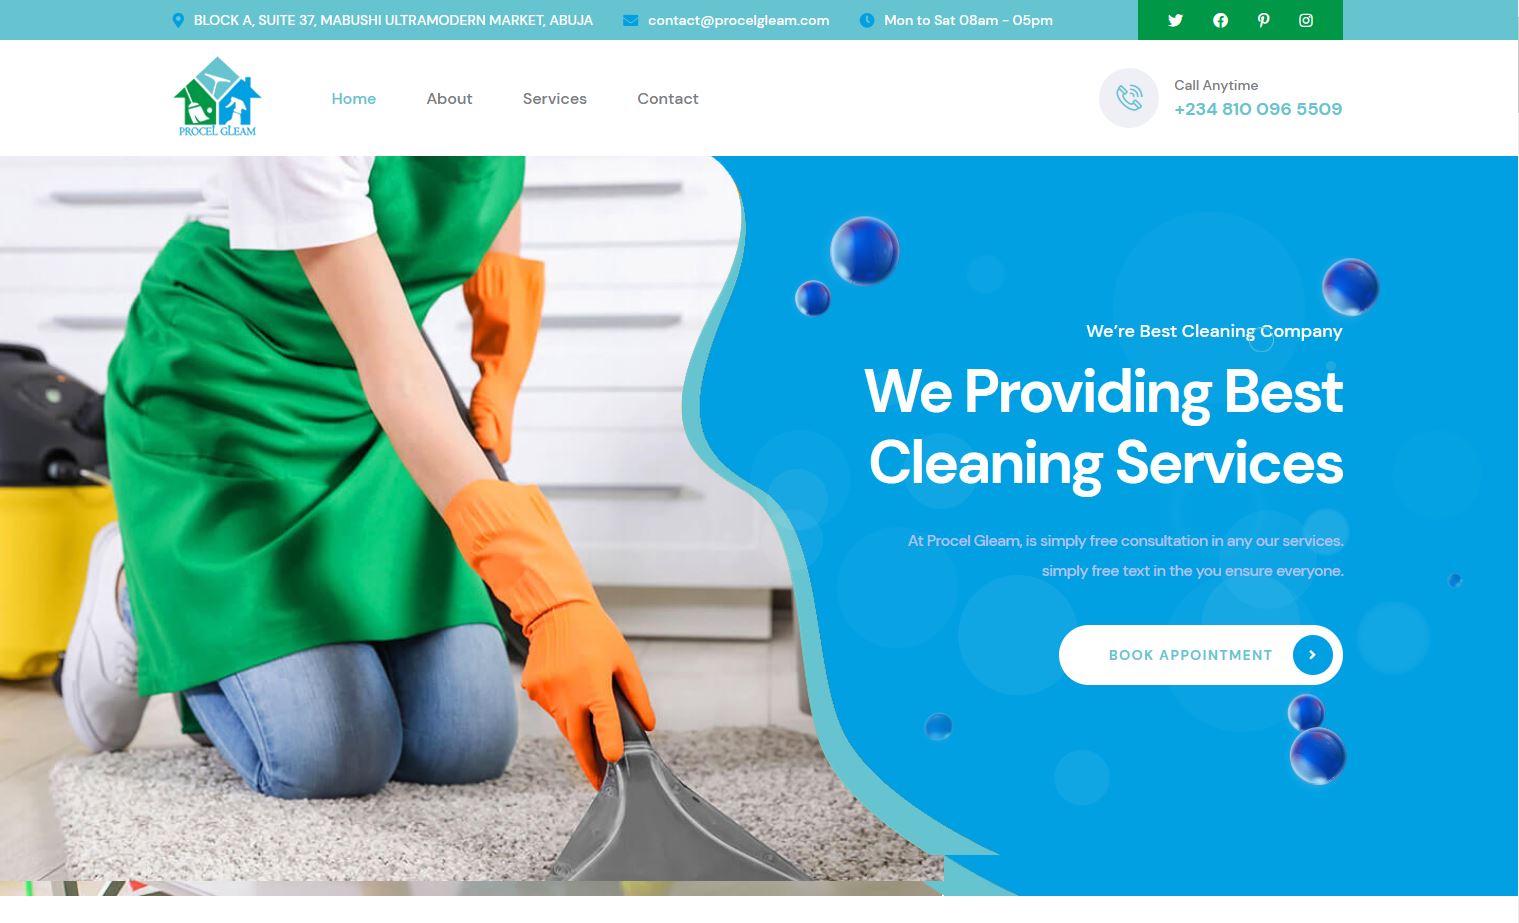 BLOCK A, SUITE 37, MABUSHI ULTRAMODERN MARKET, ABUJA
contact@procelgleam.com
Mon to Sat 08am - 05pm
PROCEL GLEAM
Home
About
Services
Contact
Call Anytime
+234 810 096 5509
We’re Best Cleaning Company
We Providing Best
Cleaning Services
At Procel Gleam, is simply free consultation in any our services.
simply free text in the you ensure everyone.
BOOK APPOINTMENT